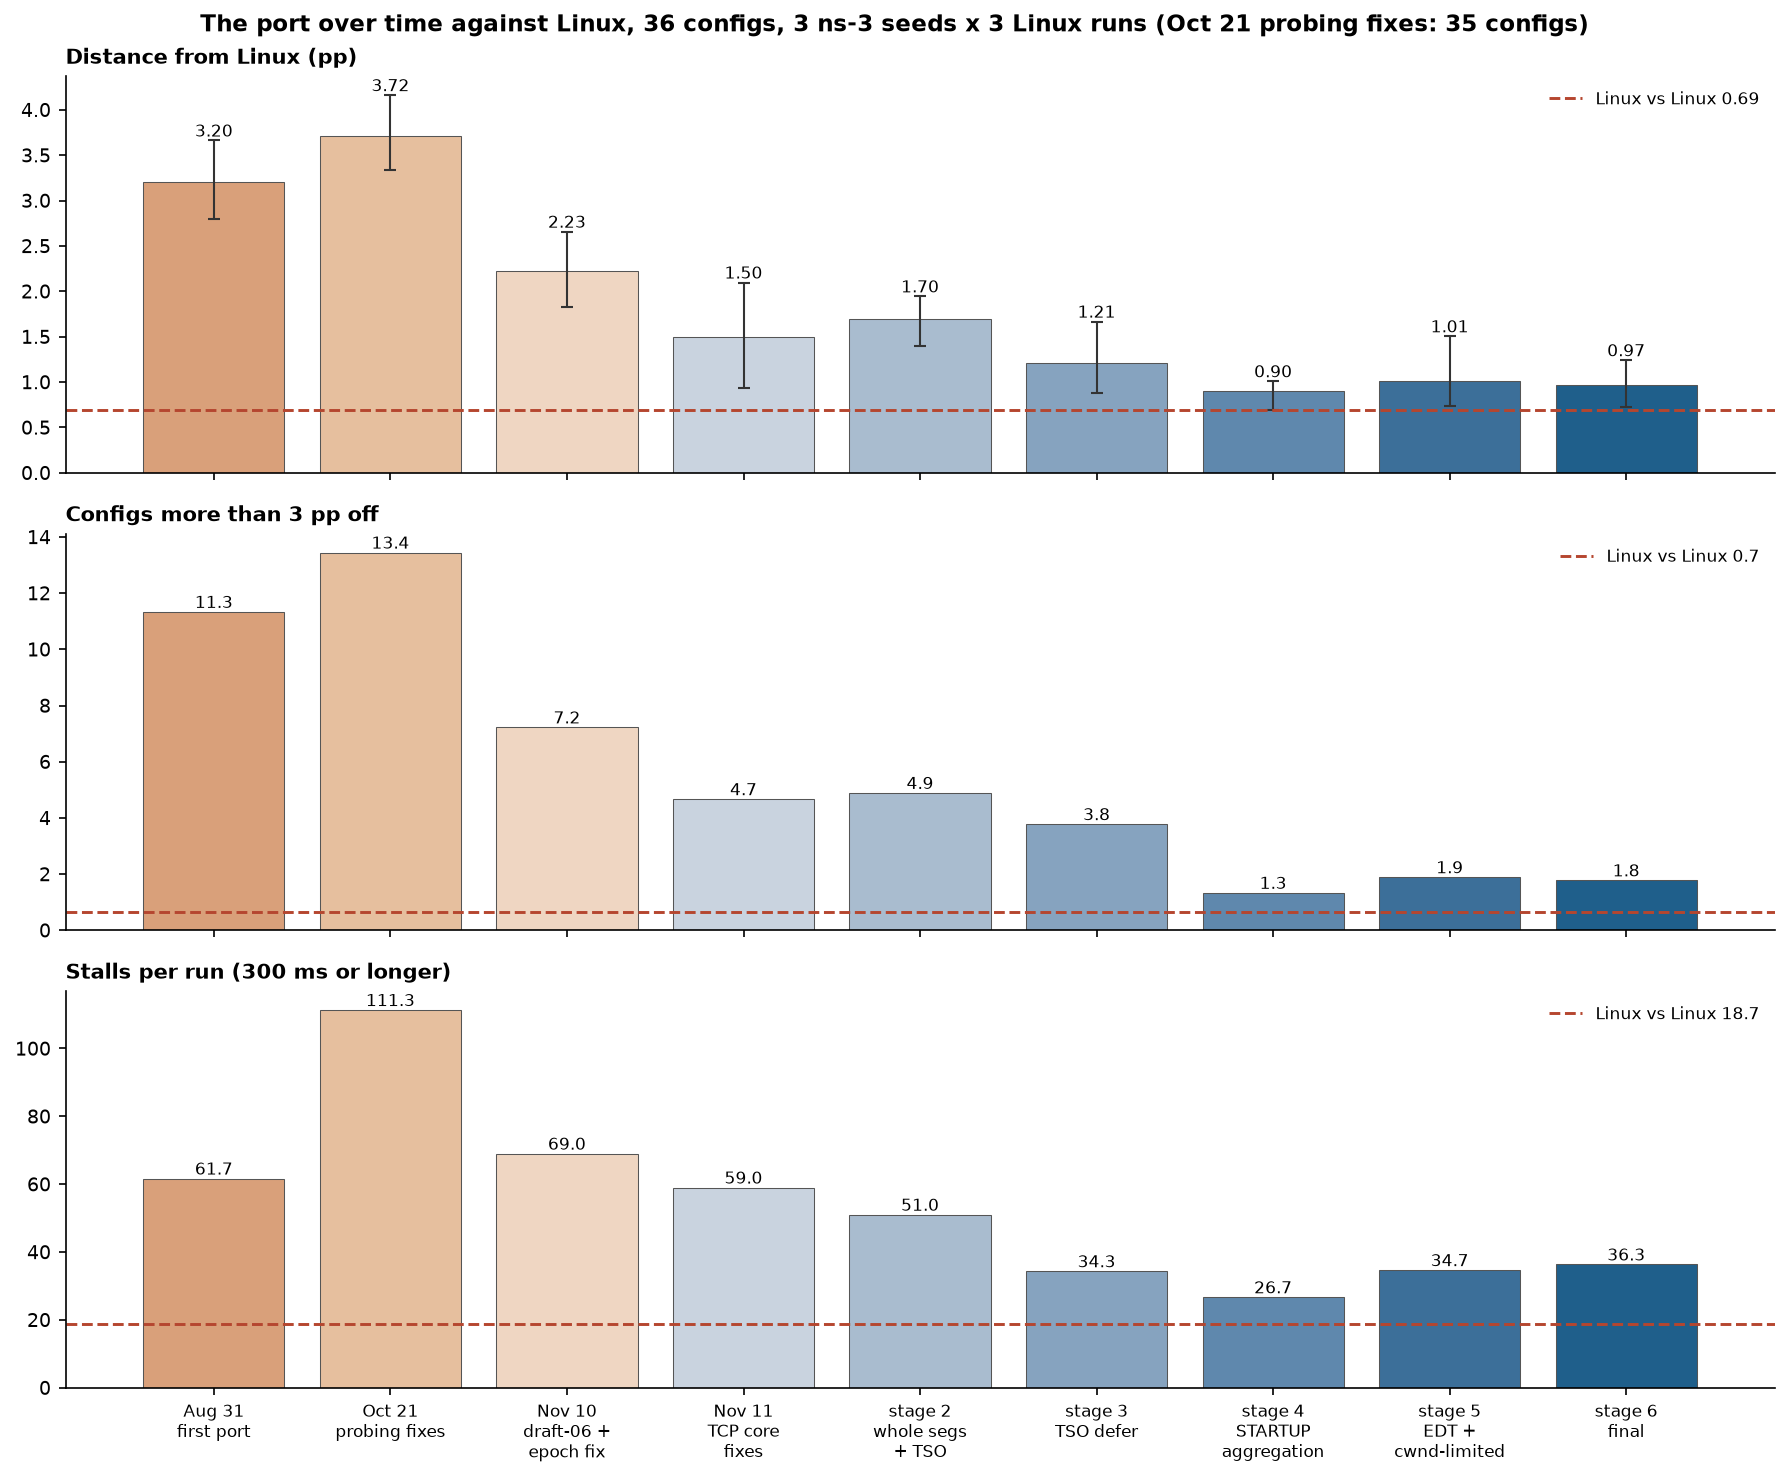 The port over time against Linux, 36 configs, 3 ns-3 seeds x 3 Linux runs (Oct 21 probing fixes: 35 configs)
Distance from Linux (pp)
Linux vs Linux 0.69
4.0
3.5
3.0
2.5
2.0
1.5
1.0
0.5
0.0
3.20
3.72
2.23
1.50
1.70
1.21
0.90
1.01
0.97
Configs more than 3 pp off
Linux vs Linux 0.7
14
12
10
8
6
4
2
0
11.3
13.4
7.2
4.7
4.9
3.8
1.3
1.9
1.8
Stalls per run (300 ms or longer)
Linux vs Linux 18.7
100
80
60
40
20
0
61.7
111.3
69.0
59.0
51.0
34.3
26.7
34.7
36.3
Aug 31
first port
Oct 21
probing fixes
Nov 10
draft-06 +
epoch fix
Nov 11
TCP core
fixes
stage 2
whole segs
+ TSO
stage 3
TSO defer
stage 4
STARTUP
aggregation
stage 5
EDT +
cwnd-limited
stage 6
final